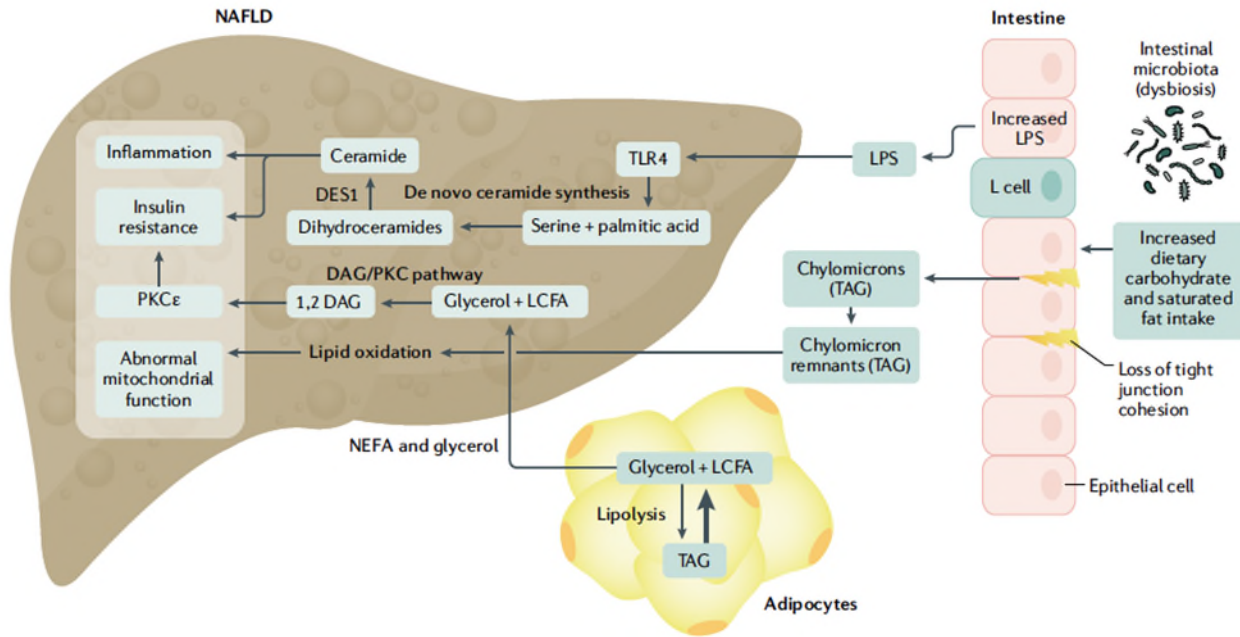 NAFLD
Intestine
Intestinal
microbiota
(dysbiosis)
Increased
LPS
LPS
L cell
TLR4
Ceramide
Inflammation
DES1
De novo ceramide synthesis
Insulin
resistance
Dihydroceramides
Serine + palmitic acid
Increased
dietary
carbohydrate
and saturated
fat intake
DAG/PKC pathway
Chylomicrons
(TAG)
PKCε
1,2 DAG
Glycerol + LCFA
Abnormal
mitochondrial
function
Lipid oxidation
Chylomicron
remnants (TAG)
Loss of tight
junction
cohesion
NEFA and glycerol
Glycerol + LCFA
Epithelial cell
Lipolysis
TAG
Adipocytes